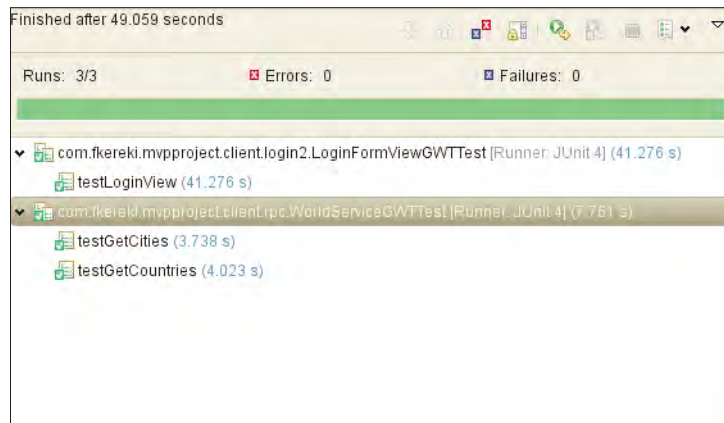 Finished after 49.059 seconds
Runs: 3/3 Errors: 0 Failures: 0
com.fkereki.mvpproject.client.login2.LoginFormViewGWTTest [Runner: JUnit 4] (41.276 s)
testLoginView (41.276 s)
com.fkereki.mvpproject.client.rpc.WorldServiceGWTTest [Runner: JUnit 4] (7.761 s)
testGetCities (3.738 s)
testGetCountries (4.023 s)